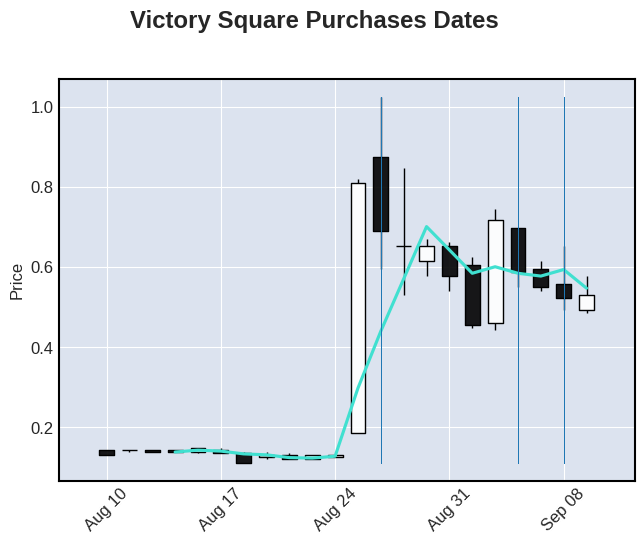 Victory Square Purchases Dates
1.0
0.8
0.6
0.4
0.2
Price
Aug 10
Aug 17
Aug 24
Aug 31
Sep 08